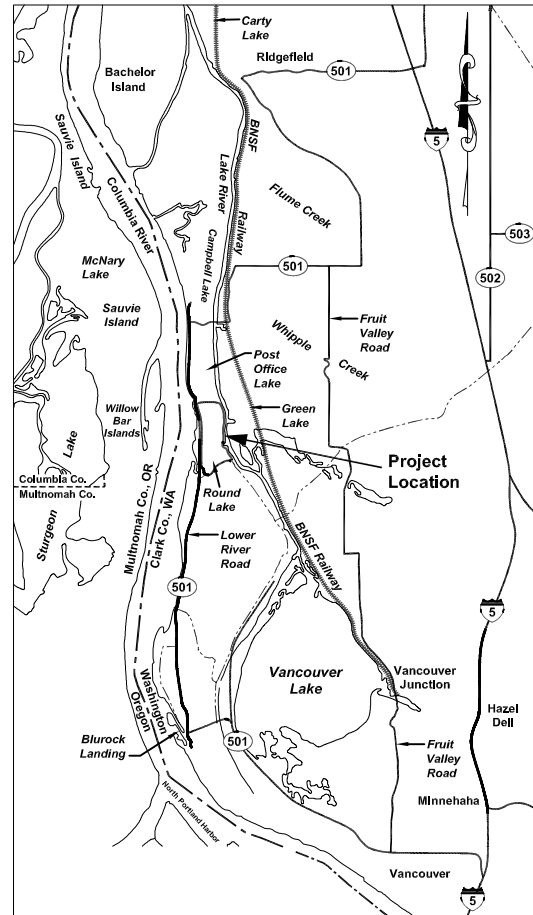 Carty
Lake
Ridgefield
501
5
Bachelor
Island
BNSF
Railway
Lake River
Sauvie Island
Columbia River
Campbell Lake
Flume Creek
503
502
McNary
Lake
Sauvie
Island
501
Fruit
Valley
Road
Whipple
Creek
Post
Office
Lake
Green
Lake
Willow
Bar
Islands
Project
Location
Lake
Columbia Co.
Multnomah Co.
Round
Lake
Sturgeon
Multnomah Co., OR
Clark Co., WA
Lower
River
Road
BNSF Railway
501
5
Vancouver
Lake
Vancouver
Junction
Hazel
Dell
Washington
Oregon
Blurock
Landing
501
Fruit
Valley
Road
Minnehaha
North Portland Harbor
Vancouver
5